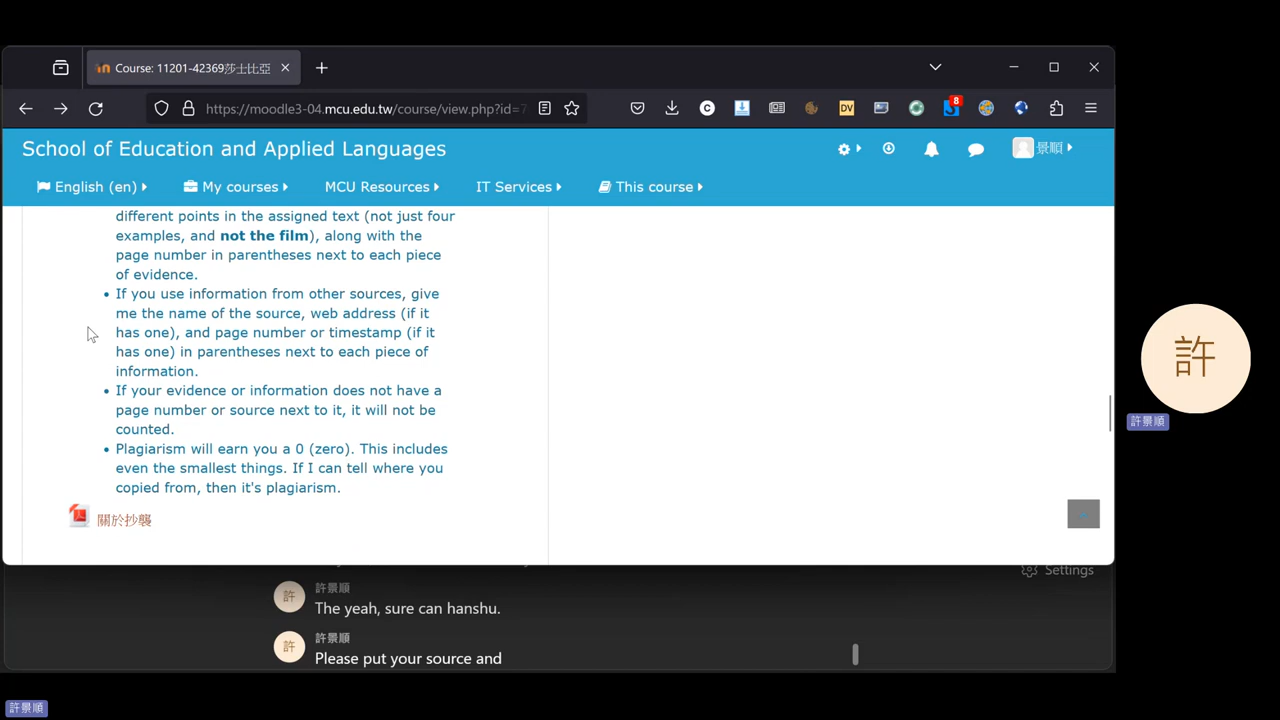 Course: 11201-42369莎士比亞
https://moodle3-04.mcu.edu.tw/course/view.php?id=7
DV
8
School of Education and Applied Languages
景順
English (en)
My courses
MCU Resources
IT Services
This course
different points in the assigned text (not just four
examples, and not the film), along with the
page number in parentheses next to each piece
of evidence.
If you use information from other sources, give
me the name of the source, web address (if it
has one), and page number or timestamp (if it
has one) in parentheses next to each piece of
information.
If your evidence or information does not have a
page number or source next to it, it will not be
counted.
Plagiarism will earn you a 0 (zero). This includes
even the smallest things. If I can tell where you
copied from, then it's plagiarism.
關於抄襲
許
許景順
Settings
許
許景順
The yeah, sure can hanshu.
許
許景順
Please put your source and
許景順